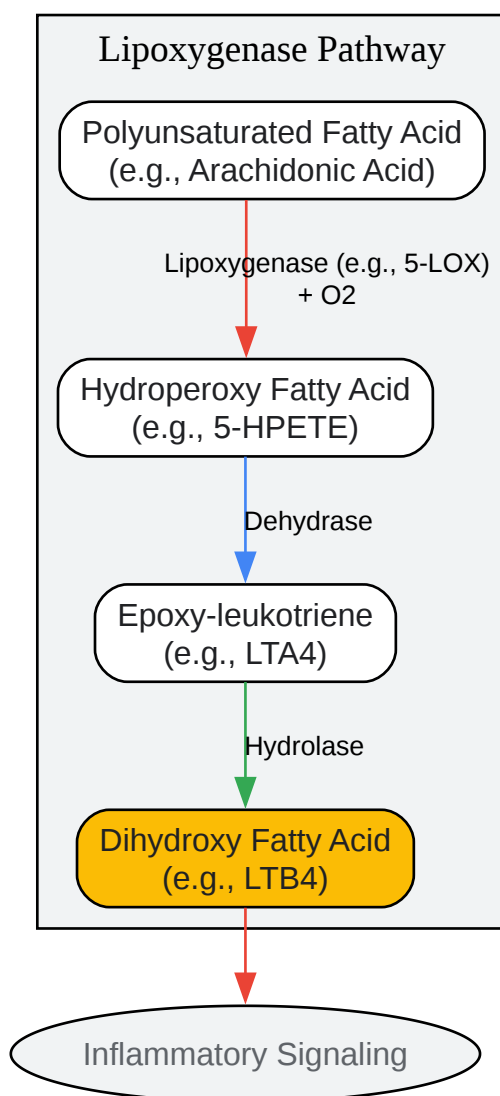 Lipoxygenase Pathway
Polyunsaturated Fatty Acid
(e.g., Arachidonic Acid)
Lipoxygenase (e.g., 5-LOX)
+ O2
Hydroperoxy Fatty Acid
(e.g., 5-HPETE)
Dehydrase
Epoxy-leukotriene
(e.g., LTA4)
Hydrolase
Dihydroxy Fatty Acid
(e.g., LTB4)
Inflammatory Signaling